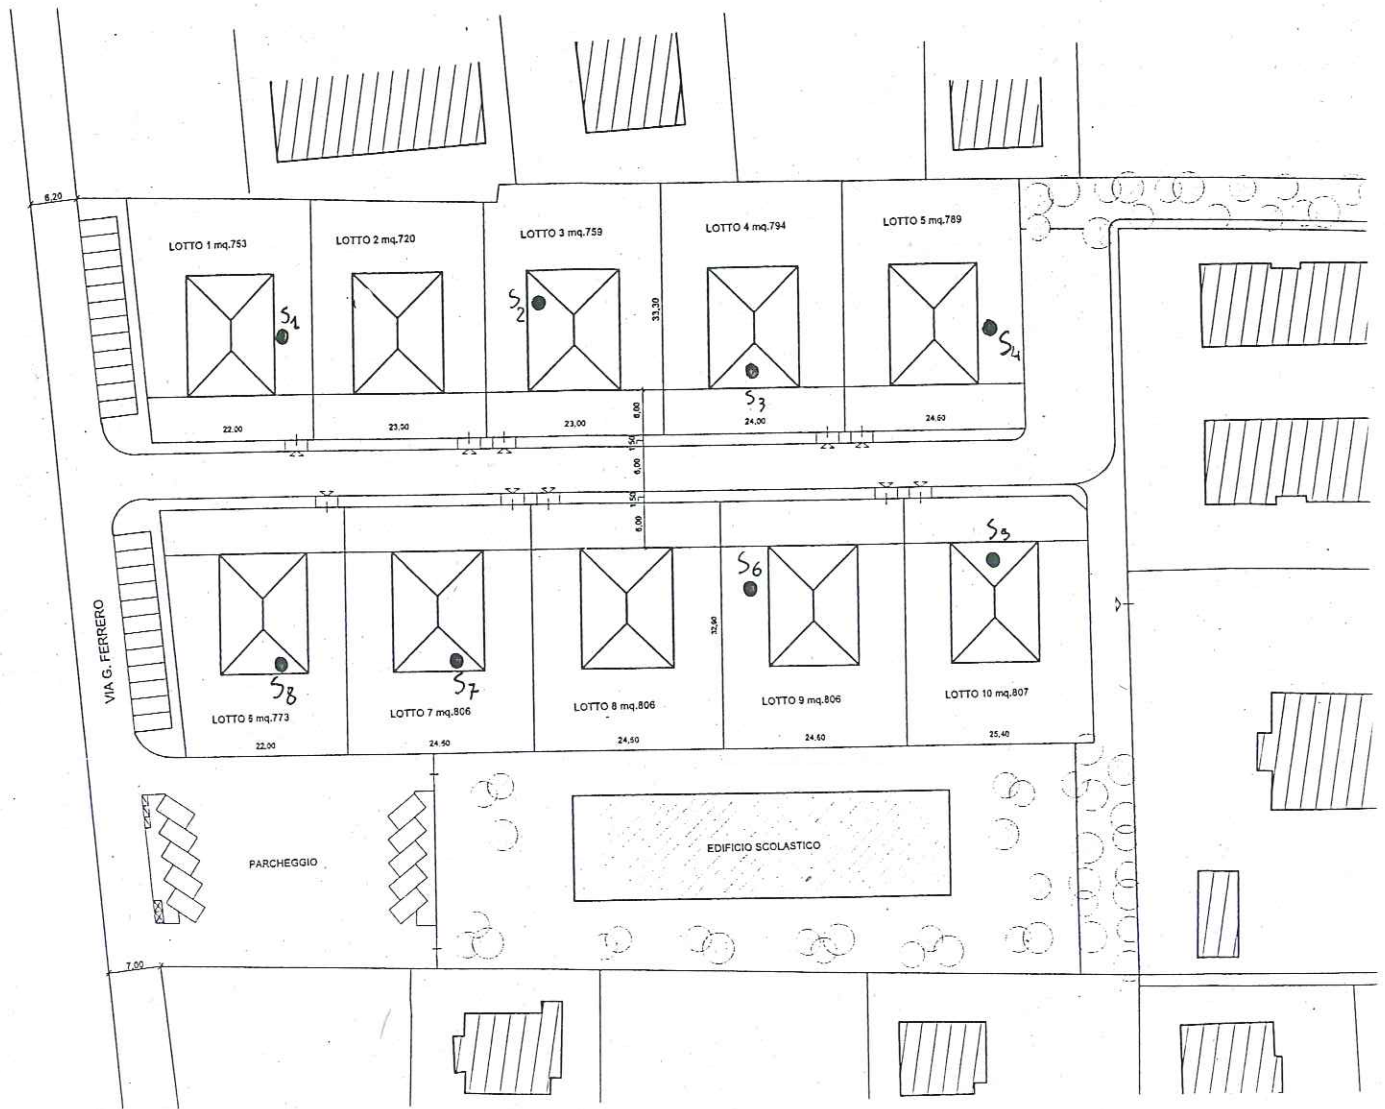 6,20
LOTTO 1 mq.753
LOTTO 2 mq.720
LOTTO 3 mq.759
LOTTO 4 mq.794
LOTTO 5 mq.789
S1
S2
33,30
S3
S4
22,00
23,50
23,00
6,00
24,00
24,50
1,50
6,00
1,50
6,00
VIA G. FERRERO
S8
S7
S6
32,90
S5
LOTTO 6 mq.773
LOTTO 7 mq.806
LOTTO 8 mq.806
LOTTO 9 mq.806
LOTTO 10 mq.807
22,00
24,50
24,50
24,60
25,40
PARCHEGGIO
EDIFICIO SCOLASTICO
7,00